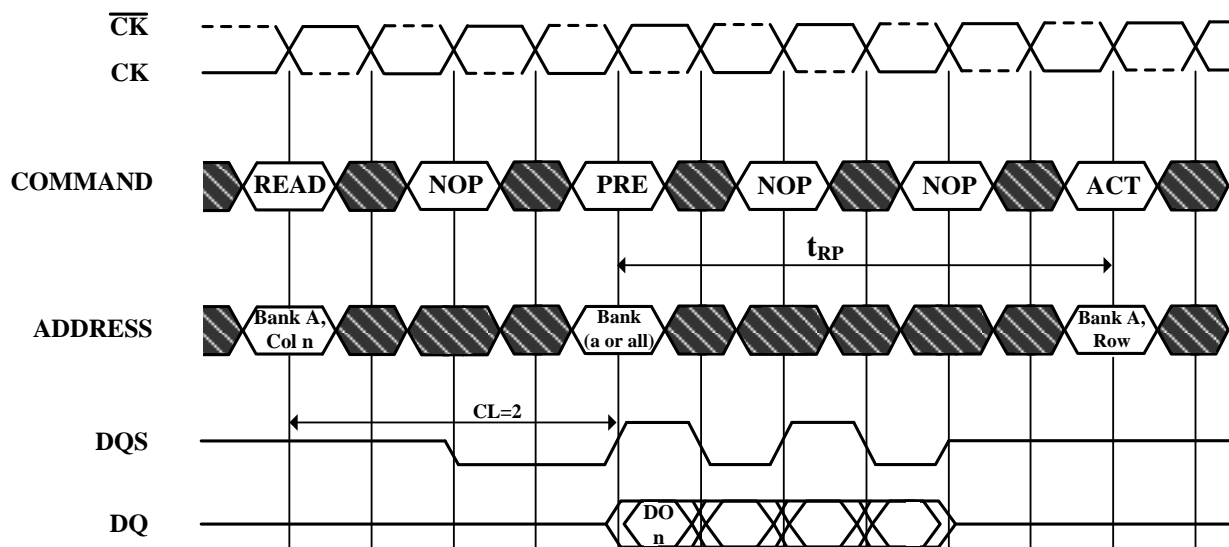 CK
CK
COMMAND READ NOP PRE NOP NOP ACT
tRP
ADDRESS Bank A, Col n Bank (a or all) Bank A, Row
CL=2
DQS
DQ DO n